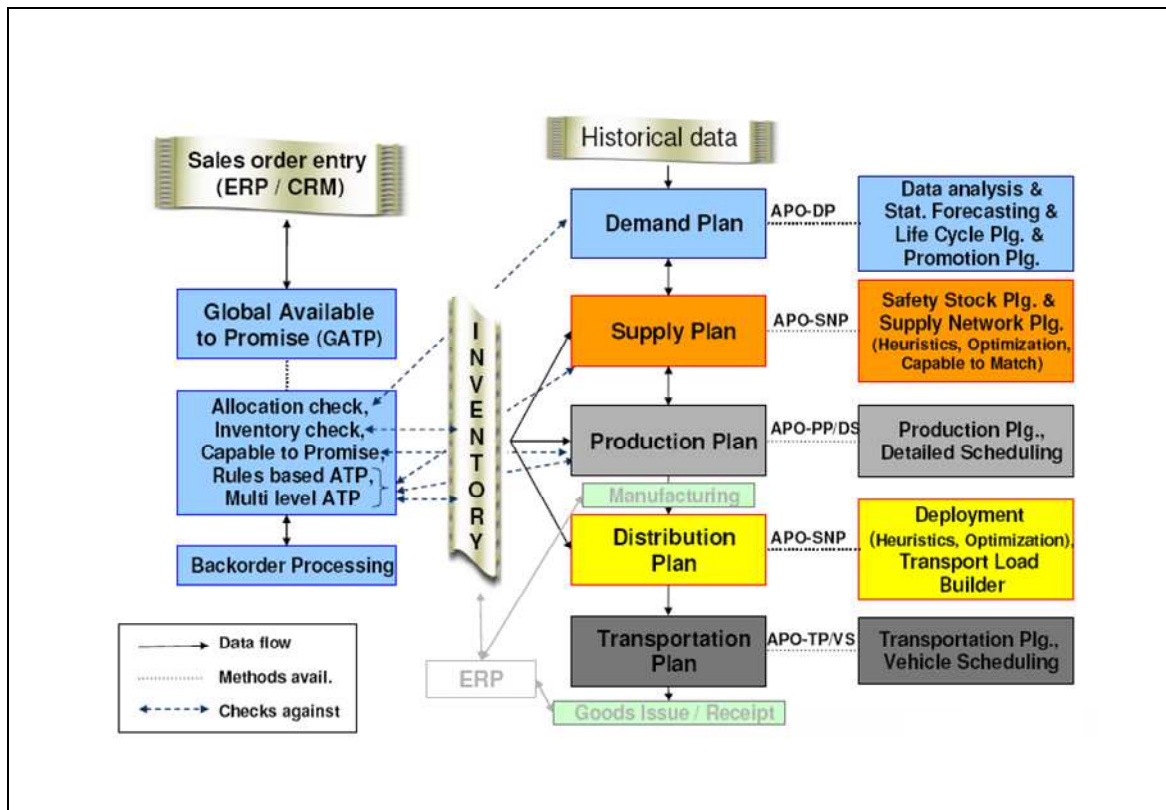 Historical data
Sales order entry
(ERP / CRM)
Demand Plan
APO-DP
Data analysis &
Stat. Forecasting &
Life Cycle Plg. &
Promotion Plg.
Global Available
to Promise (GATP)
INVENTORY
Supply Plan
APO-SNP
Safety Stock Plg. &
Supply Network Plg.
(Heuristics, Optimization,
Capable to Match)
Allocation check,
Inventory check,
Capable to Promise,
Rules based ATP,
Multi level ATP
Production Plan
APO-PP/DS
Production Plg.,
Detailed Scheduling
Manufacturing
Backorder Processing
Distribution
Plan
APO-SNP
Deployment
(Heuristics, Optimization),
Transport Load
Builder
Transportation
Plan
APO-TP/VS
Transportation Plg.,
Vehicle Scheduling
ERP
Goods Issue / Receipt
Data flow
Methods avail.
Checks against